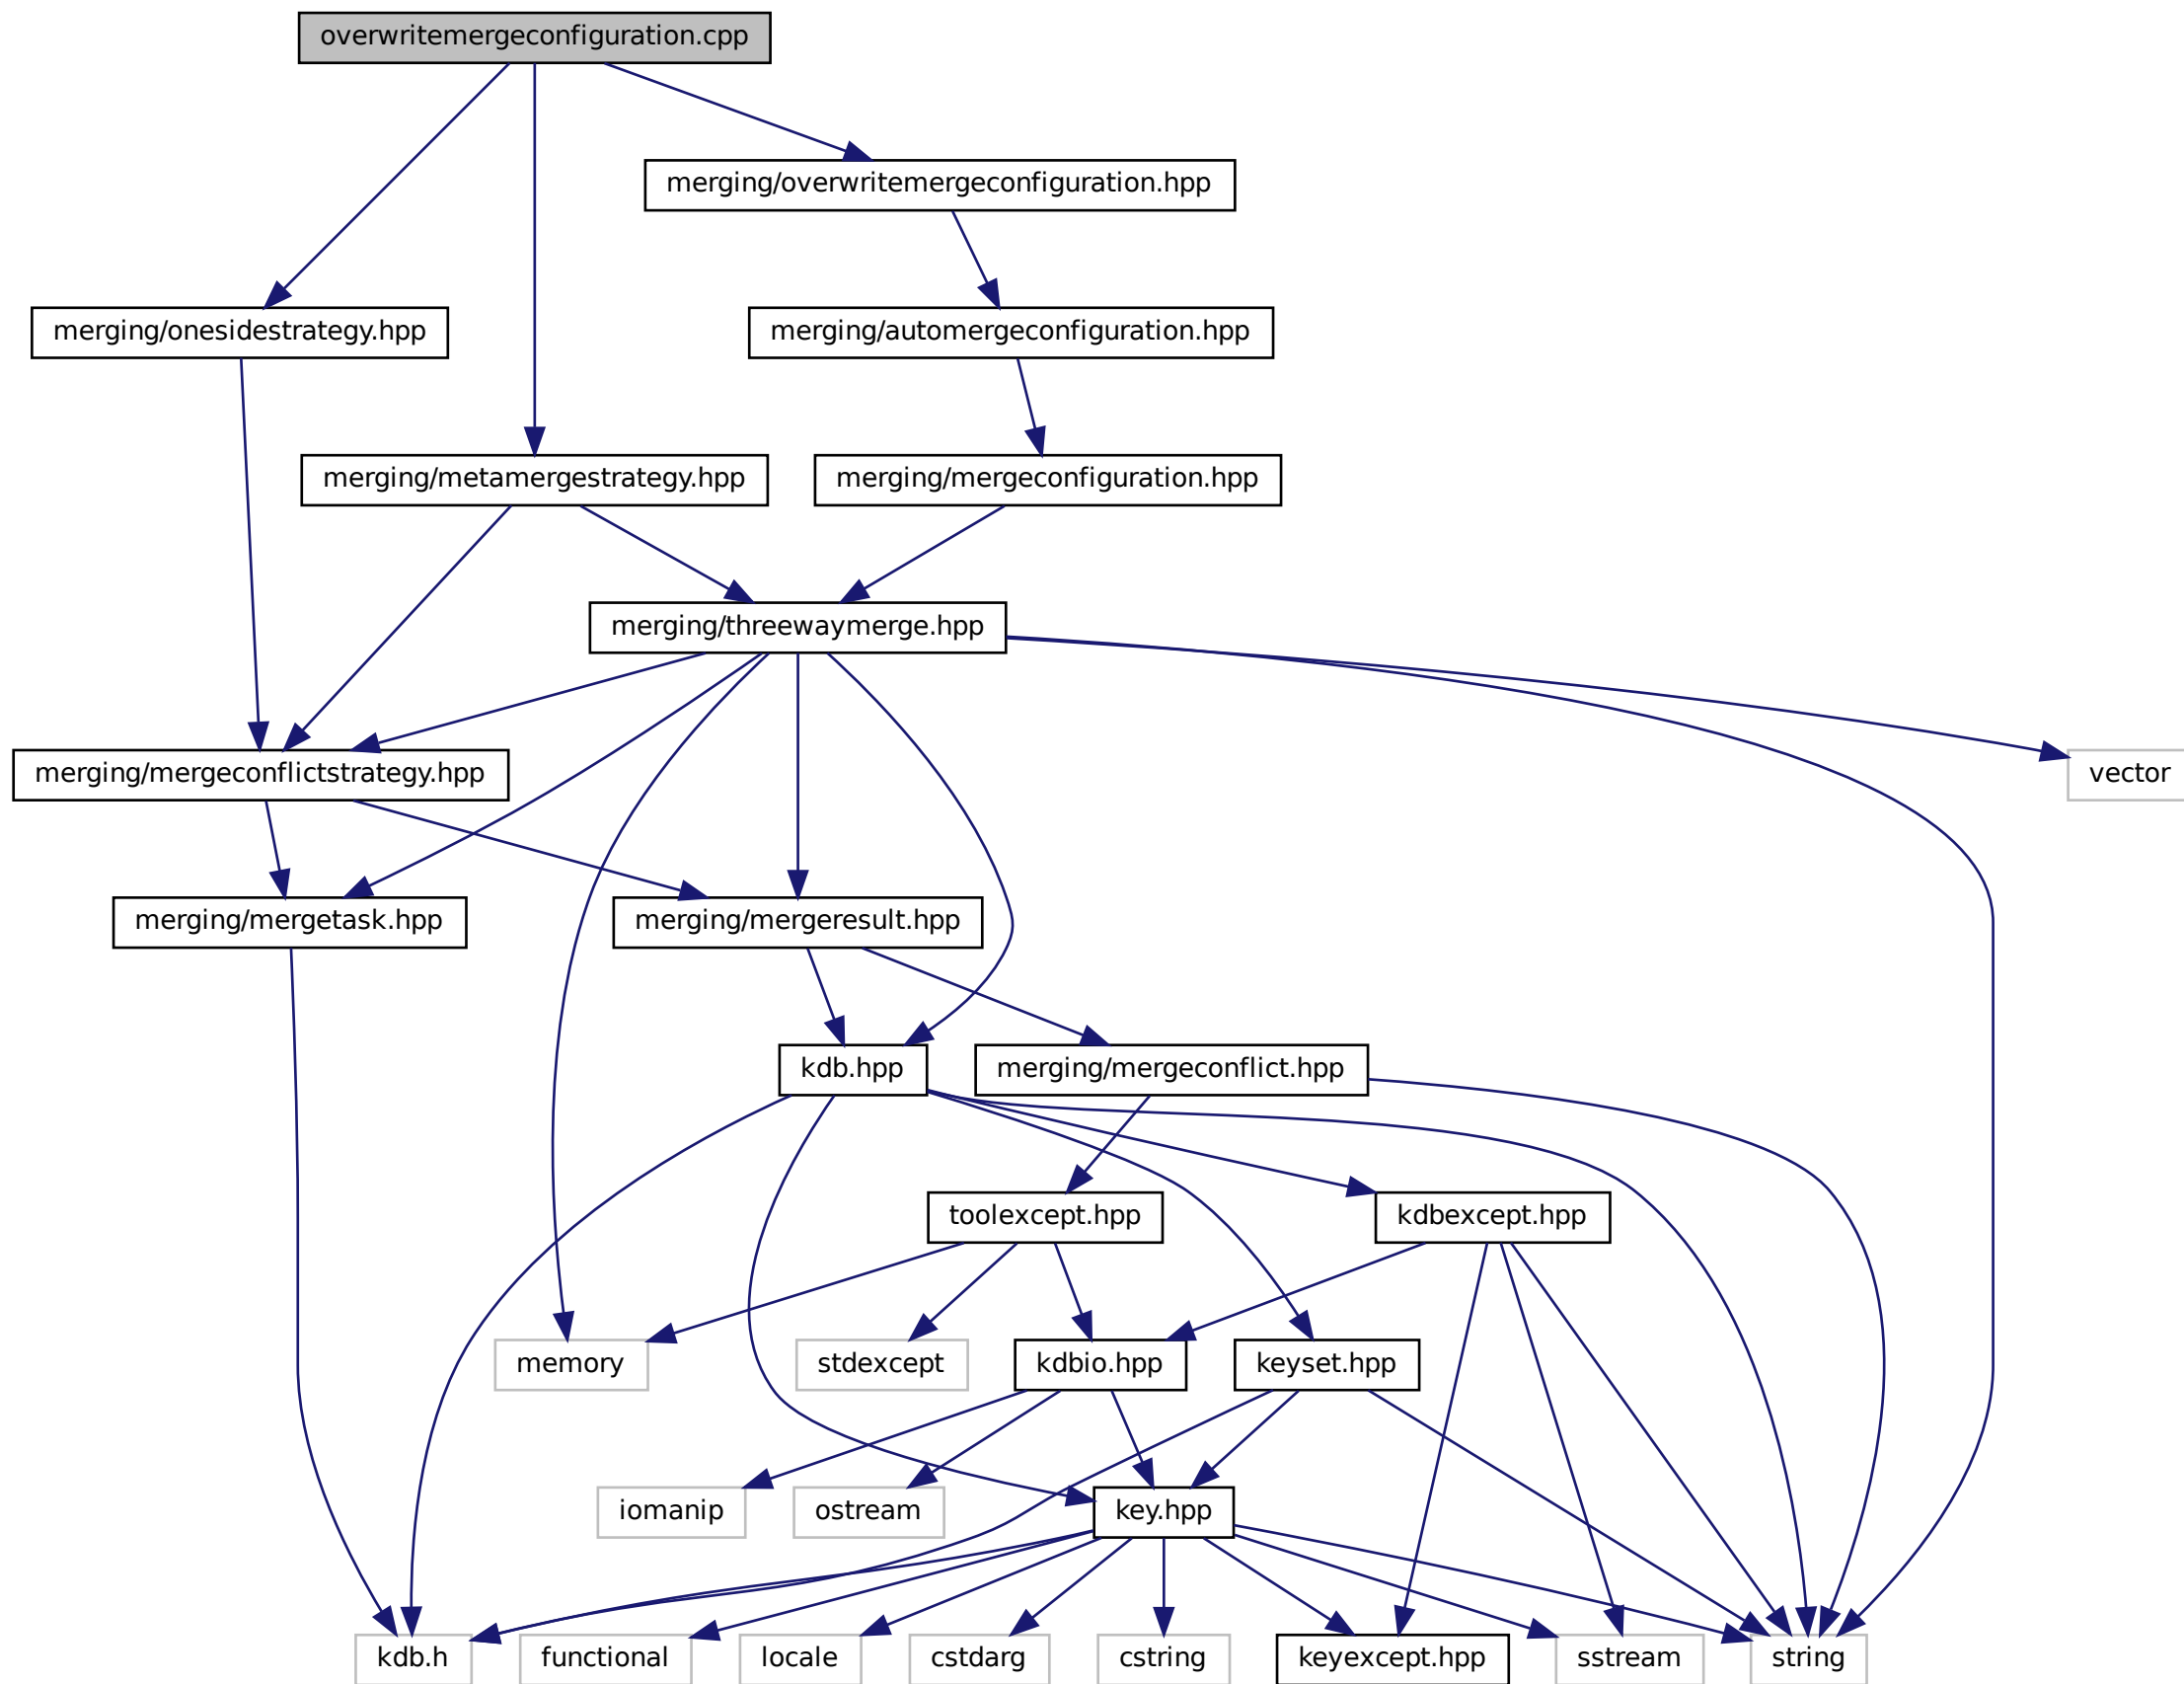 overwritemergeconfiguration.cpp
merging/overwritemergeconfiguration.hpp
merging/onesidestrategy.hpp
merging/automergeconfiguration.hpp
merging/metamergestrategy.hpp
merging/mergeconfiguration.hpp
merging/threewaymerge.hpp
merging/mergeconflictstrategy.hpp
vector
merging/mergetask.hpp
merging/mergeresult.hpp
kdb.hpp
merging/mergeconflict.hpp
toolexcept.hpp
kdbexcept.hpp
memory
stdexcept
kdbio.hpp
keyset.hpp
iomanip
ostream
key.hpp
kdb.h
functional
locale
cstdarg
cstring
keyexcept.hpp
sstream
string